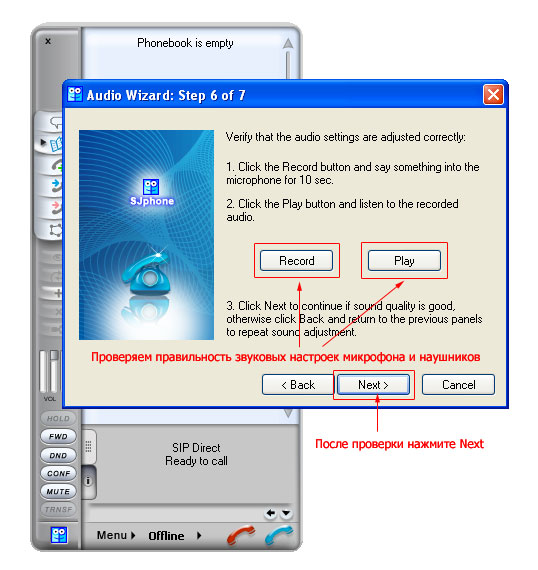 x
Phonebook is empty
Audio Wizard: Step 6 of 7
Verify that the audio settings are adjusted correctly:
1. Click the Record button and say something into the
microphone for 10 sec.
2. Click the Play button and listen to the recorded
audio.
SJphone
Record
Play
3. Click Next to continue if sound quality is good,
otherwise click Back and return to the previous panels
to repeat sound adjustment.
Проверяем правильность звуковых настроек микрофона и наушников
< Back
Next >
Cancel
VOL
HOLD
FWD
DND
CONF
MUTE
TRNSF
После проверки нажмите Next
SIP Direct
Ready to call
i
Menu
Offline